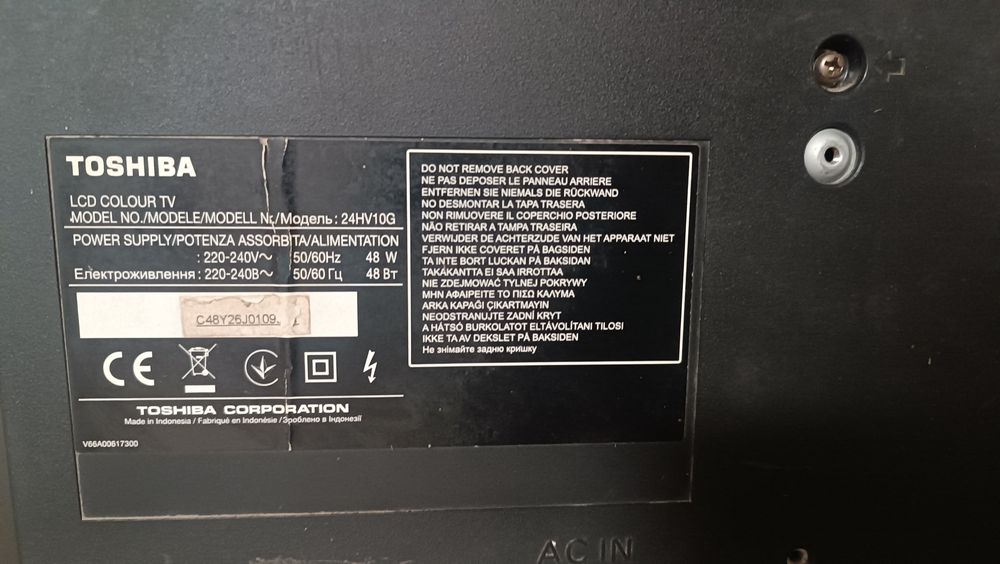 TOSHIBA
LCD COLOUR TV
MODEL NO./MODELE/MODELL Nr./Модель : 24HV10G
POWER SUPPLY/POTENZA ASSORBITA/ALIMENTATION
: 220-240V～ 50/60Hz 48 W
Електроживлення : 220-240В～ 50/60 Гц 48 Вт
C48Y26J0109.
CE
TOSHIBA CORPORATION
Made in Indonesia / Fabriqué en Indonésie / Зроблено в Індонезії
V66A00617300
DO NOT REMOVE BACK COVER
NE PAS DEPOSER LE PANNEAU ARRIERE
ENTFERNEN SIE NIEMALS DIE RÜCKWAND
NO DESMONTAR LA TAPA TRASERA
NON RIMUOVERE IL COPERCHIO POSTERIORE
NÃO RETIRAR A TAMPA TRASEIRA
VERWIJDER DE ACHTERZUDE VAN HET APPARAAT NIET
FJERN IKKE COVERET PÅ BAGSIDEN
TA INTE BORT LUCKAN PÅ BAKSIDAN
TAKAKANTTA EI SAA IRROTTAA
NIE ZDEJMOWAĆ TYLNEJ POKRYWY
ΜΗΝ ΑΦΑΙΡΕΙΤΕ ΤΟ ΠΙΣΩ ΚΑΛΥΜΑ
ARKA KAPAĞI ÇIKARTMAYIN
NEODSTRANUJTE ZADNÍ KRYT
A HÁTSÓ BURKOLATOT ELTÁVOLÍTANI TILOSI
IKKE TA AV DEKSLET PÅ BAKSIDEN
Не знімайте задню кришку
AC IN